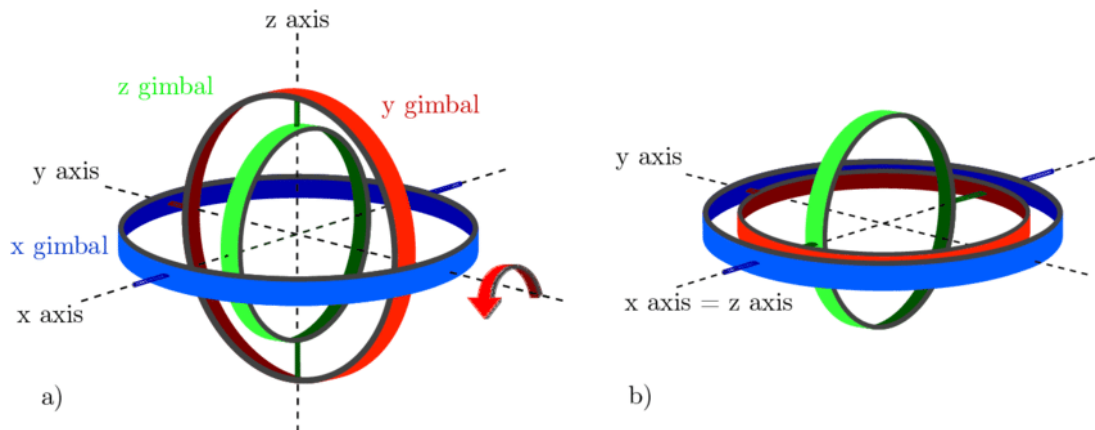 z axis
z gimbal
y gimbal
y axis
x gimbal
x axis
a)
y axis
x axis = z axis
b)